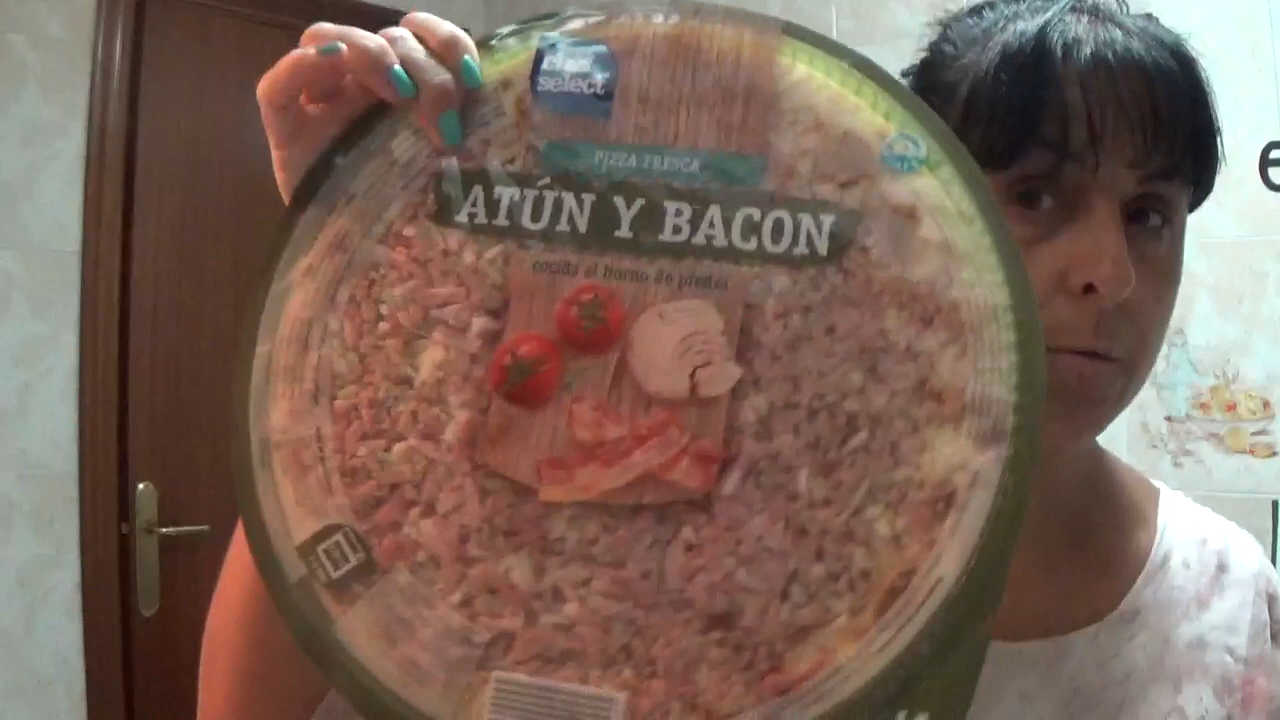 select
PIZZA FRESCA
ATÚN Y BACON
cocida al horno de piedra
e